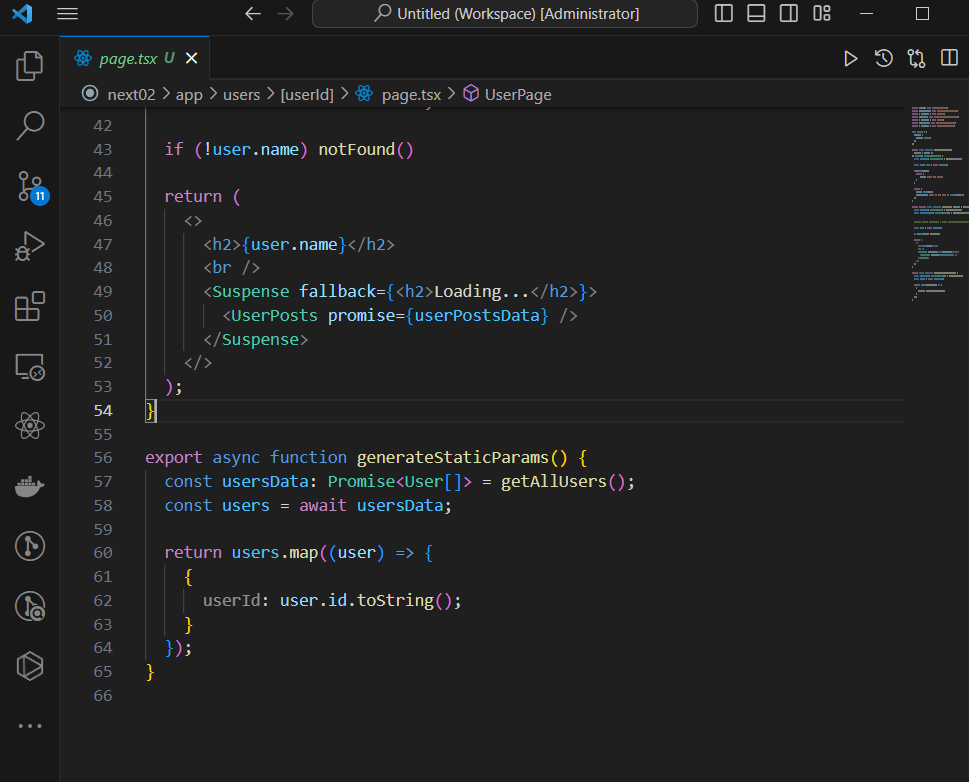 Untitled (Workspace) [Administrator]
page.tsx U
next02 > app > users > [userId] > page.tsx > UserPage
42
43 if (!user.name) notFound()
44
45 return (
46 <>
47 <h2>{user.name}</h2>
48 <br />
49 <Suspense fallback={<h2>Loading...</h2>}>
50 <UserPosts promise={userPostsData} />
51 </Suspense>
52 </>
53 );
54 }
55
56 export async function generateStaticParams() {
57 const usersData: Promise<User[]> = getAllUsers();
58 const users = await usersData;
59
60 return users.map((user) => {
61 {
62 userId: user.id.toString();
63 }
64 });
65 }
66
11